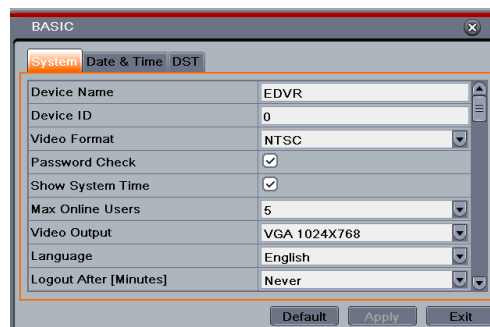 BASIC
System Date & Time DST
Device Name EDVR
Device ID 0
Video Format NTSC
Password Check
Show System Time
Max Online Users 5
Video Output VGA 1024X768
Language English
Logout After [Minutes] Never
Default Apply Exit